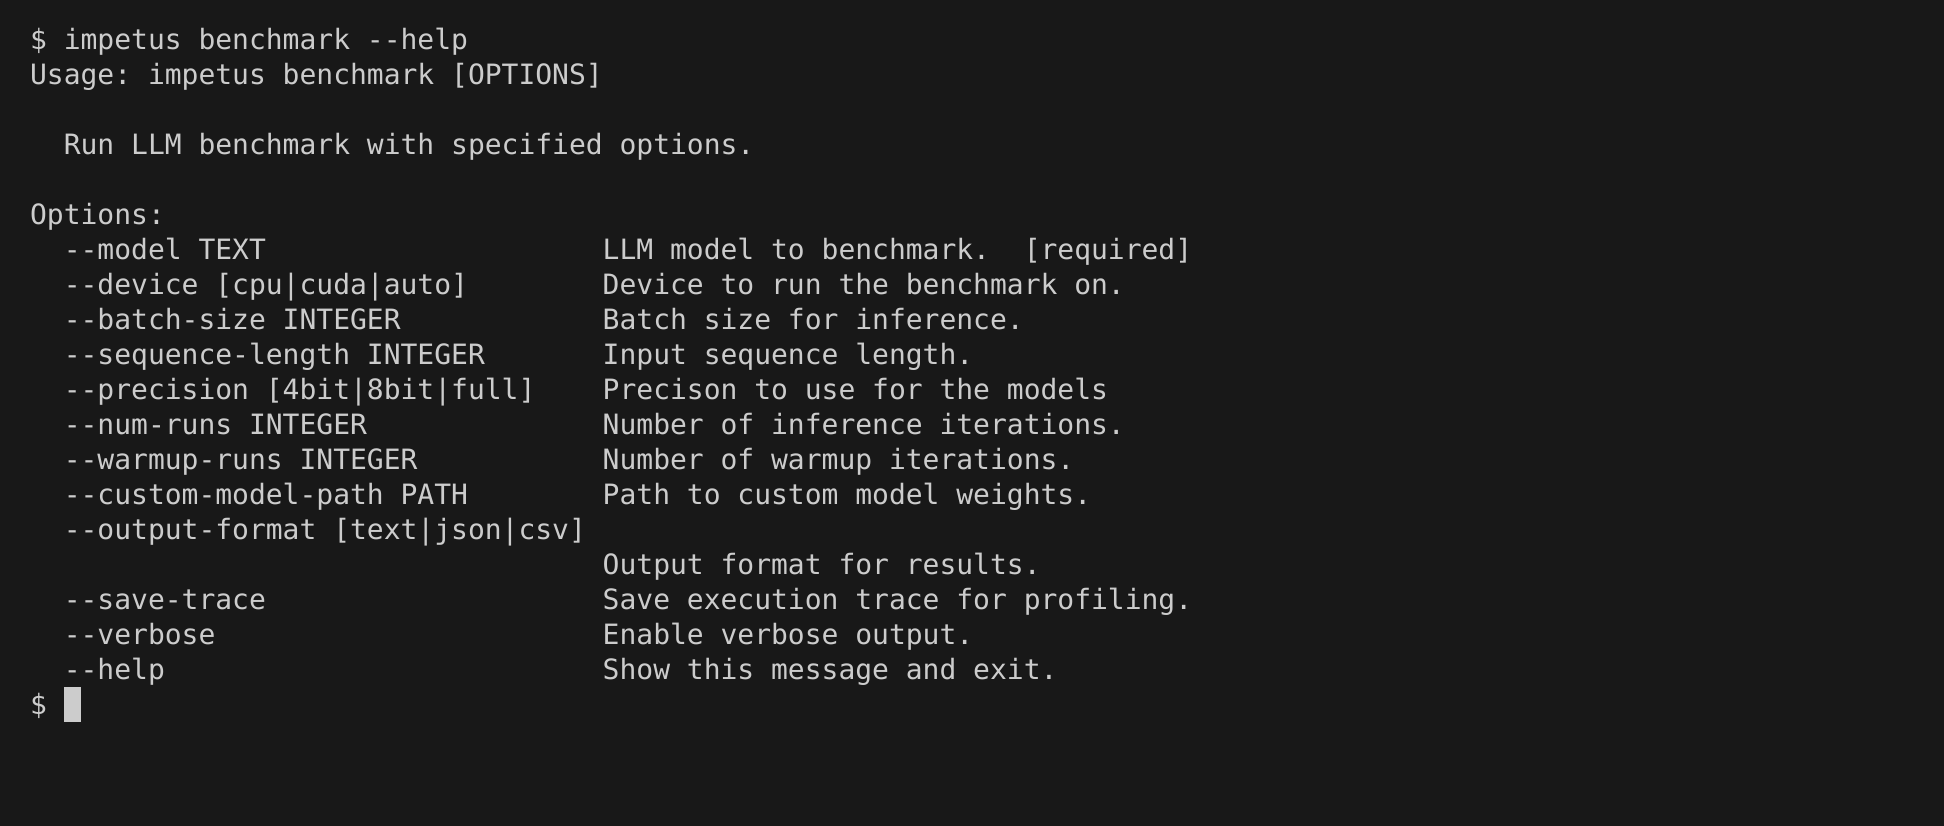 $ impetus benchmark --help
Usage: impetus benchmark [OPTIONS]

  Run LLM benchmark with specified options.

Options:
  --model TEXT                    LLM model to benchmark.  [required]
  --device [cpu|cuda|auto]        Device to run the benchmark on.
  --batch-size INTEGER            Batch size for inference.
  --sequence-length INTEGER       Input sequence length.
  --precision [4bit|8bit|full]    Precison to use for the models
  --num-runs INTEGER              Number of inference iterations.
  --warmup-runs INTEGER           Number of warmup iterations.
  --custom-model-path PATH        Path to custom model weights.
  --output-format [text|json|csv]
                                  Output format for results.
  --save-trace                    Save execution trace for profiling.
  --verbose                       Enable verbose output.
  --help                          Show this message and exit.
$